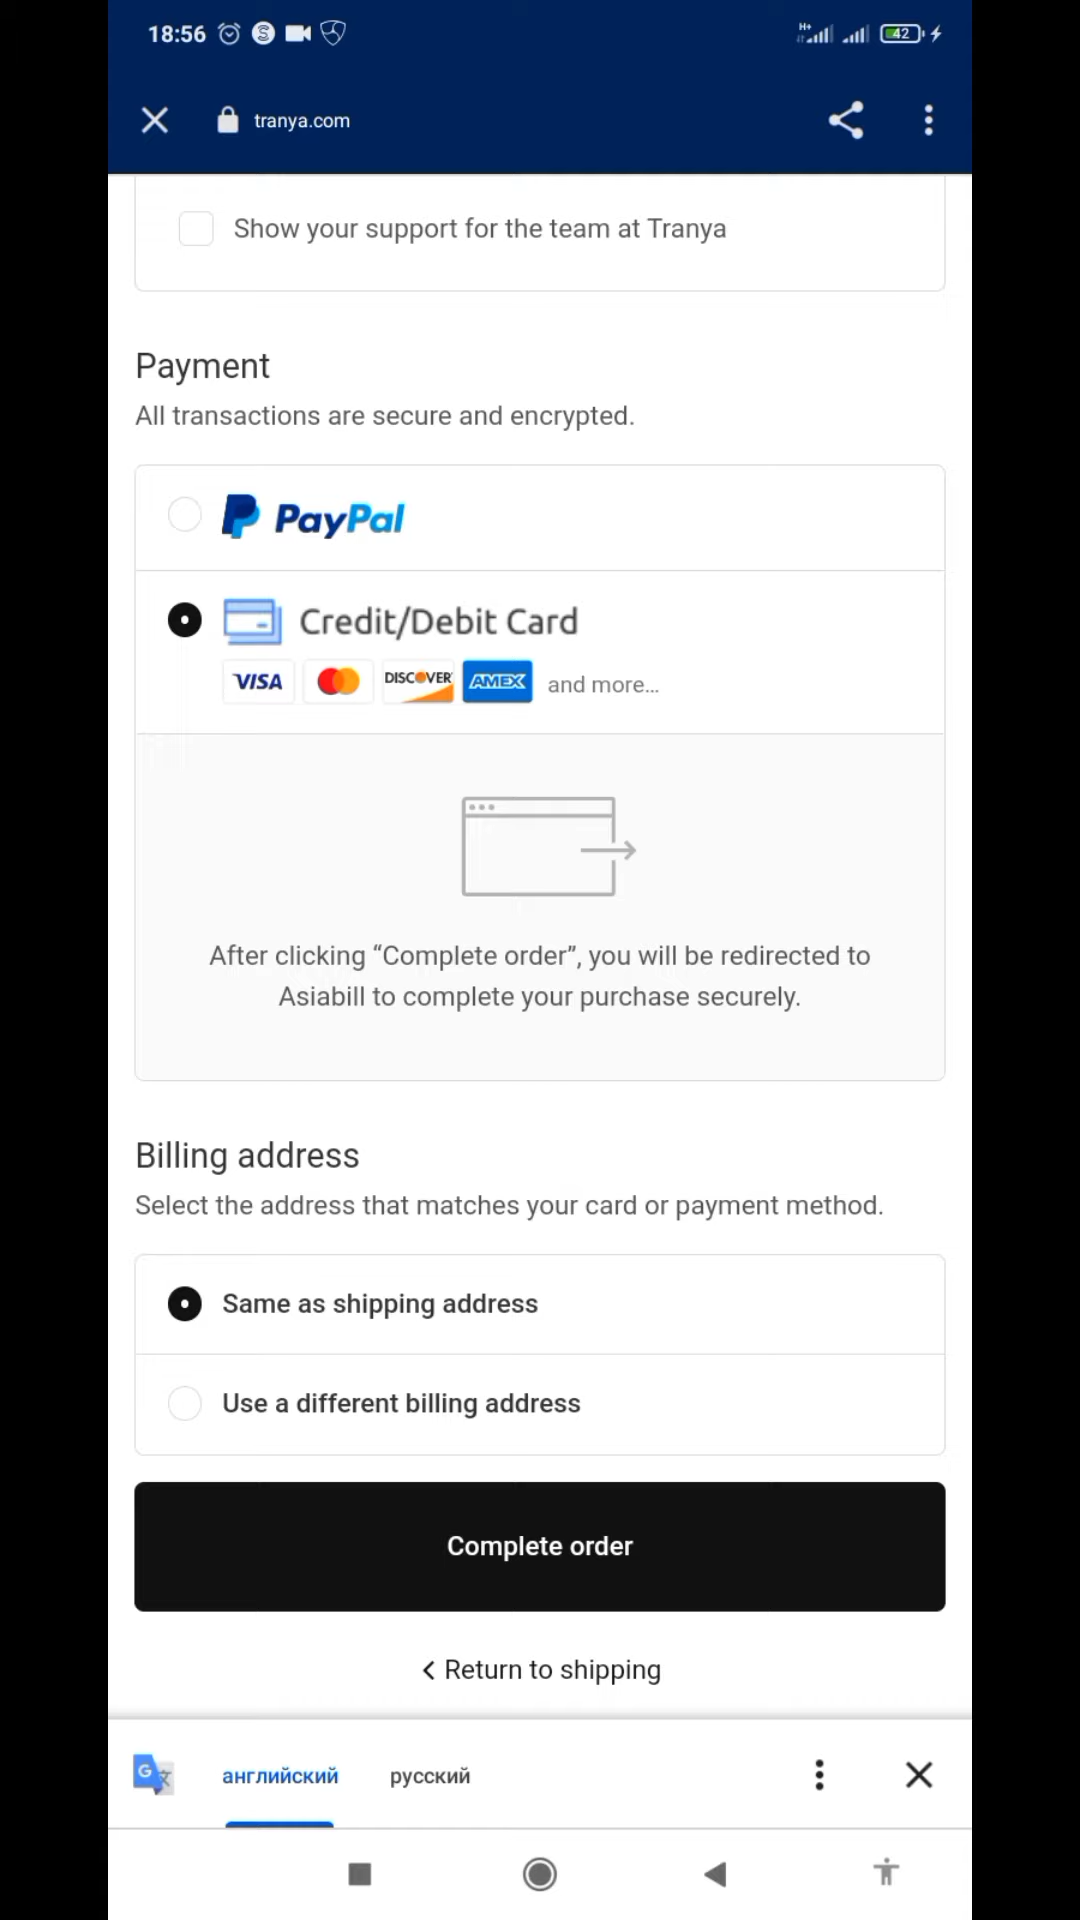 18:56 S H+ 42
tranya.com
Show your support for the team at Tranya
Payment
All transactions are secure and encrypted.
PayPal
Credit/Debit Card
VISA DISCOVER AMEX and more...
After clicking “Complete order”, you will be redirected to
Asiabill to complete your purchase securely.
Billing address
Select the address that matches your card or payment method.
Same as shipping address
Use a different billing address
Complete order
Return to shipping
G 文 английский русский